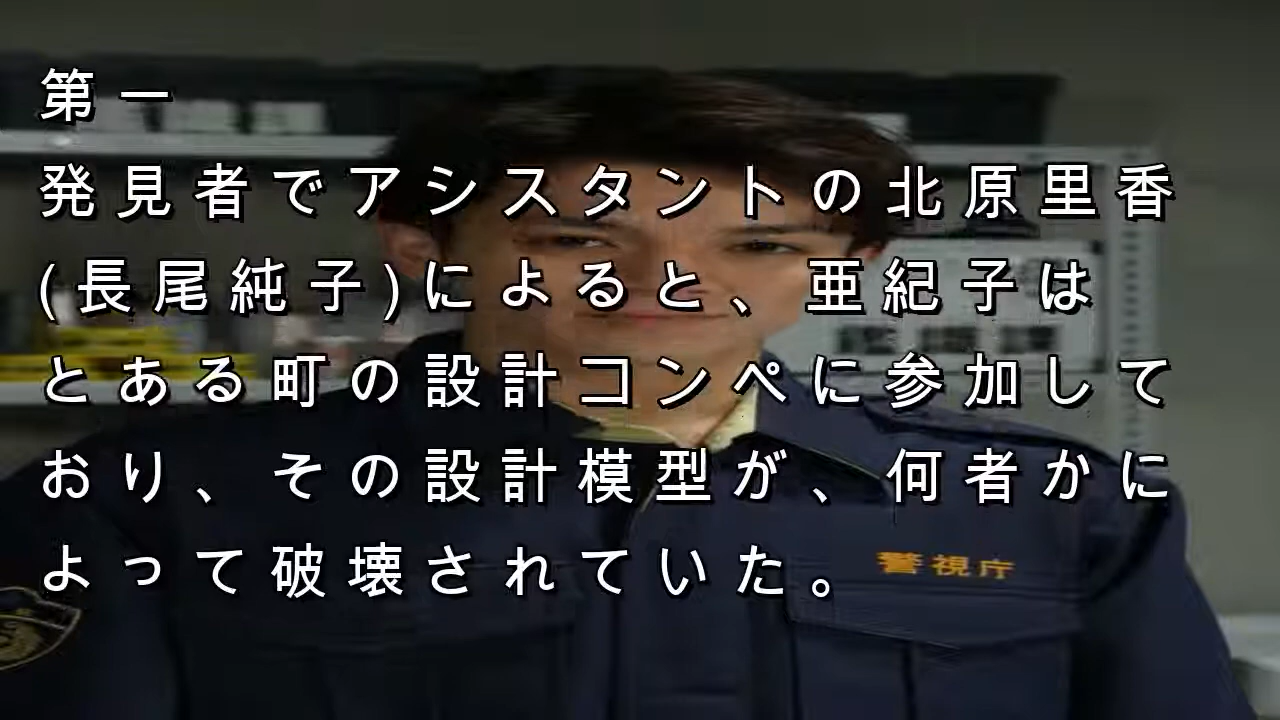 第一
発見者でアシスタントの北原里香
(長尾純子)によると、亜紀子は
とある町の設計コンペに参加して
おり、その設計模型が、何者かに
よって破壊されていた。
警視庁